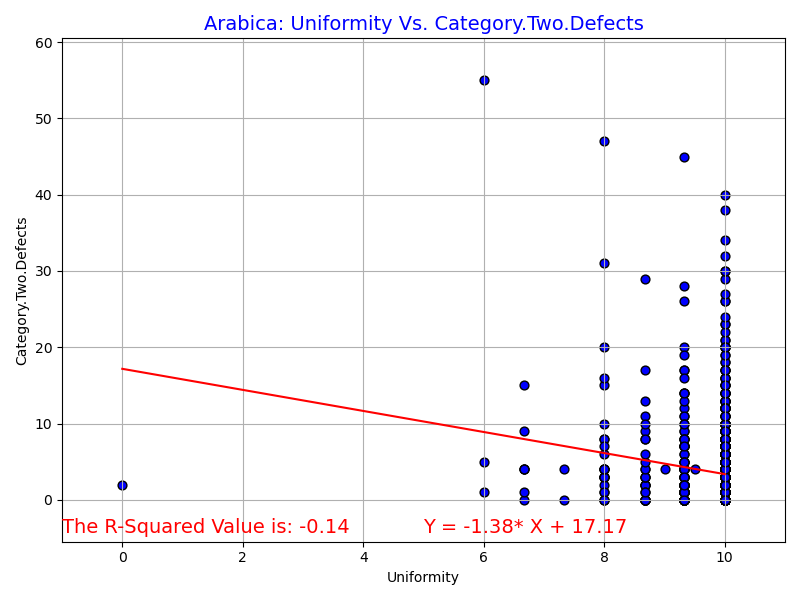 Arabica: Uniformity Vs. Category.Two.Defects
60
50
40
30
20
10
0
Category.Two.Defects
The R-Squared Value is: -0.14
Y = -1.38* X + 17.17
0 2 4 6 8 10
Uniformity